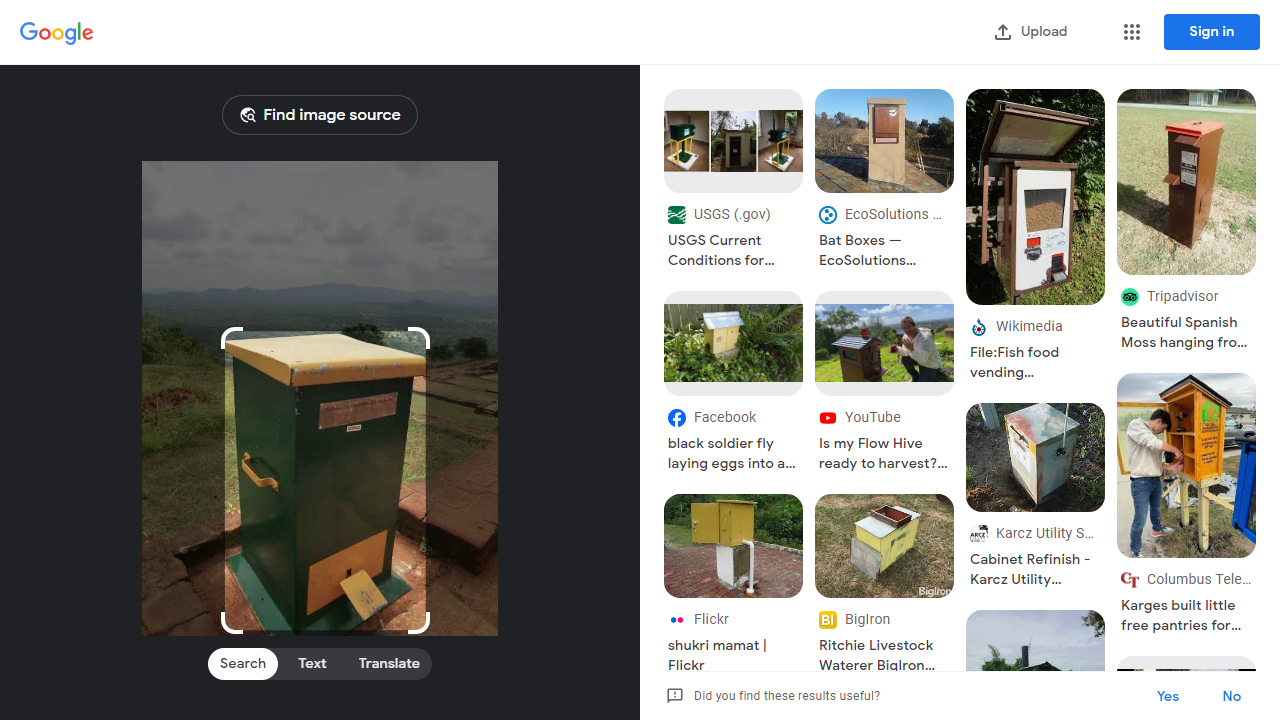 Google
Upload
Sign in
Find image source
Search
Text
Translate
USGS (.gov)
USGS Current
Conditions for...
EcoSolutions ...
Bat Boxes —
EcoSolutions...
Wikimedia
File:Fish food
vending...
Tripadvisor
Beautiful Spanish
Moss hanging fro...
Facebook
black soldier fly
laying eggs into a...
YouTube
Is my Flow Hive
ready to harvest?...
Karcz Utility S...
Cabinet Refinish -
Karcz Utility...
Columbus Tele...
Karges built little
free pantries for...
Flickr
shukri mamat |
Flickr
BigIron
BigIron
Ritchie Livestock
Waterer BigIron...
Did you find these results useful?
Yes
No